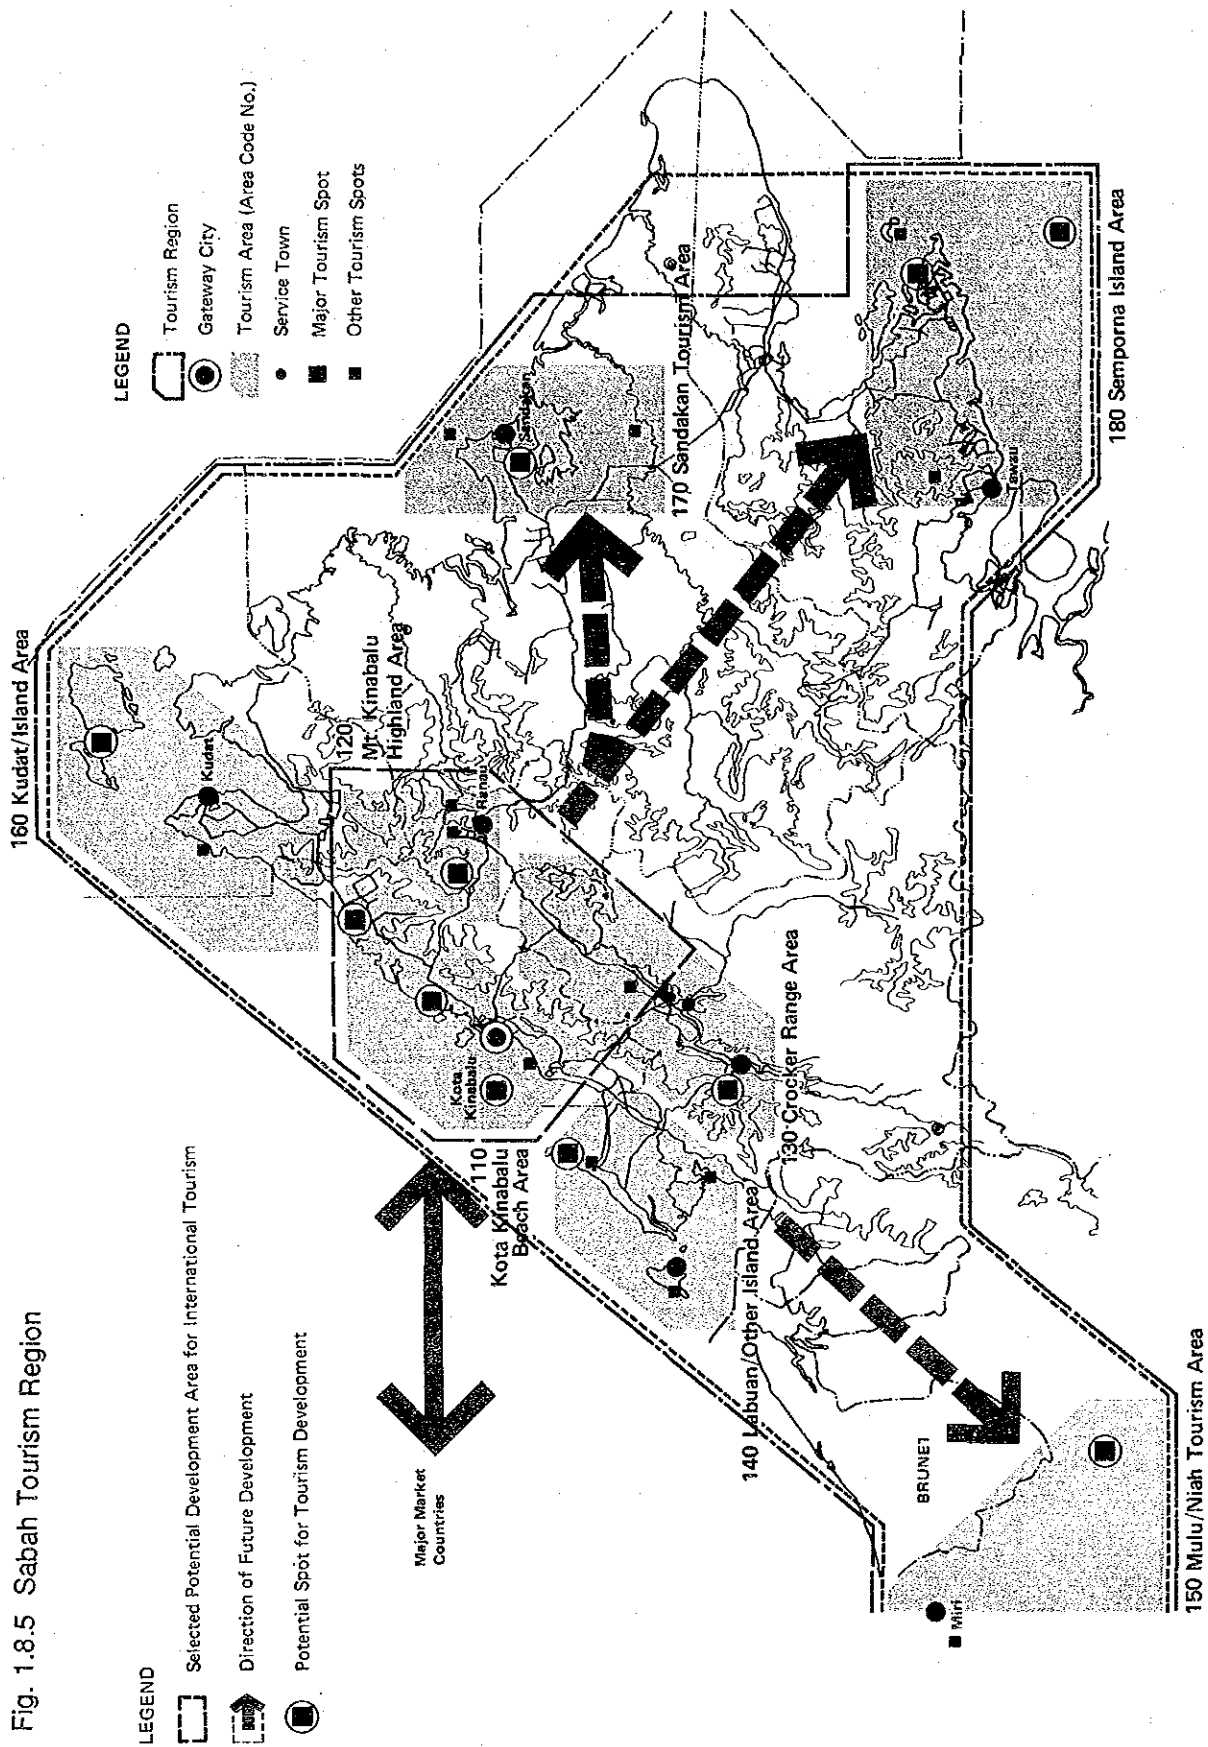 Fig. 1.8.5 Sabah Tourism Region
LEGEND
Selected Potential Development Area for International Tourism
Direction of Future Development
Potential Spot for Tourism Development
LEGEND
Tourism Region
Gateway City
Tourism Area (Area Code No.)
Service Town
Major Tourism Spot
Other Tourism Spots
160 Kudat/Island Area
Kudat
120
Mt. Kinabalu
Highland Area
Ranau
Kota
Kinabalu
110
Kota Kinabalu
Beach Area
Major Market
Countries
Sandakan
170 Sandakan Tourism Area
130 Crocker Range Area
140 Labuan/Other Island Area
Tawau
180 Semporna Island Area
BRUNEI
Miri
150 Mulu/Niah Tourism Area